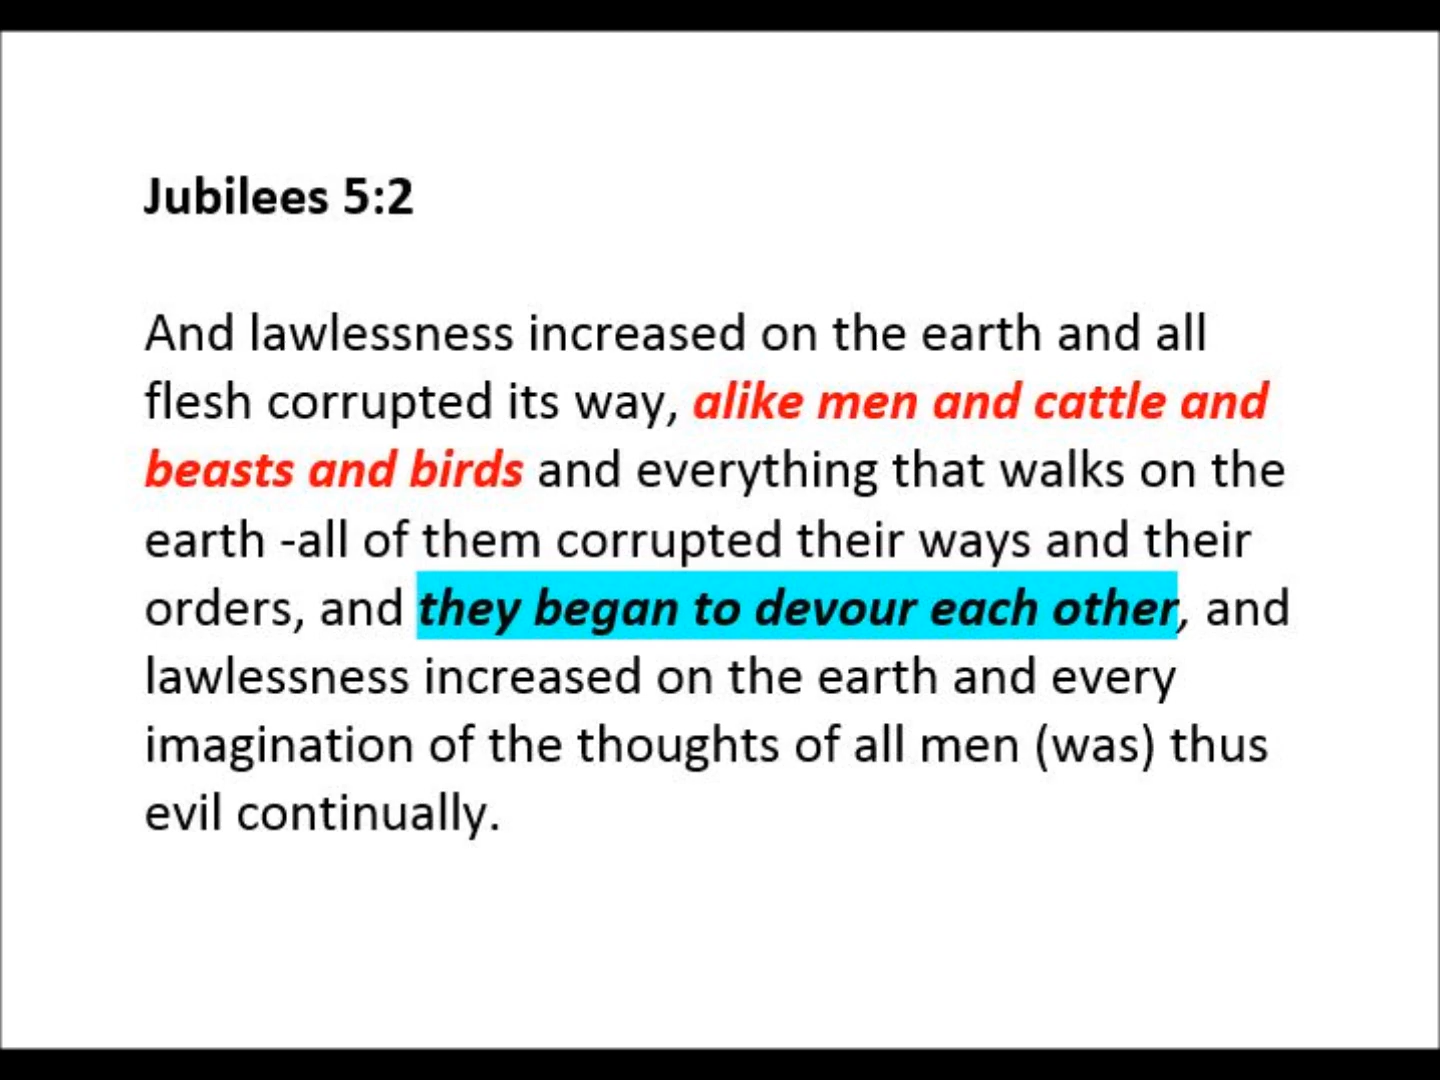 Jubilees 5:2
And lawlessness increased on the earth and all
flesh corrupted its way, alike men and cattle and
beasts and birds and everything that walks on the
earth -all of them corrupted their ways and their
orders, and they began to devour each other, and
lawlessness increased on the earth and every
imagination of the thoughts of all men (was) thus
evil continually.